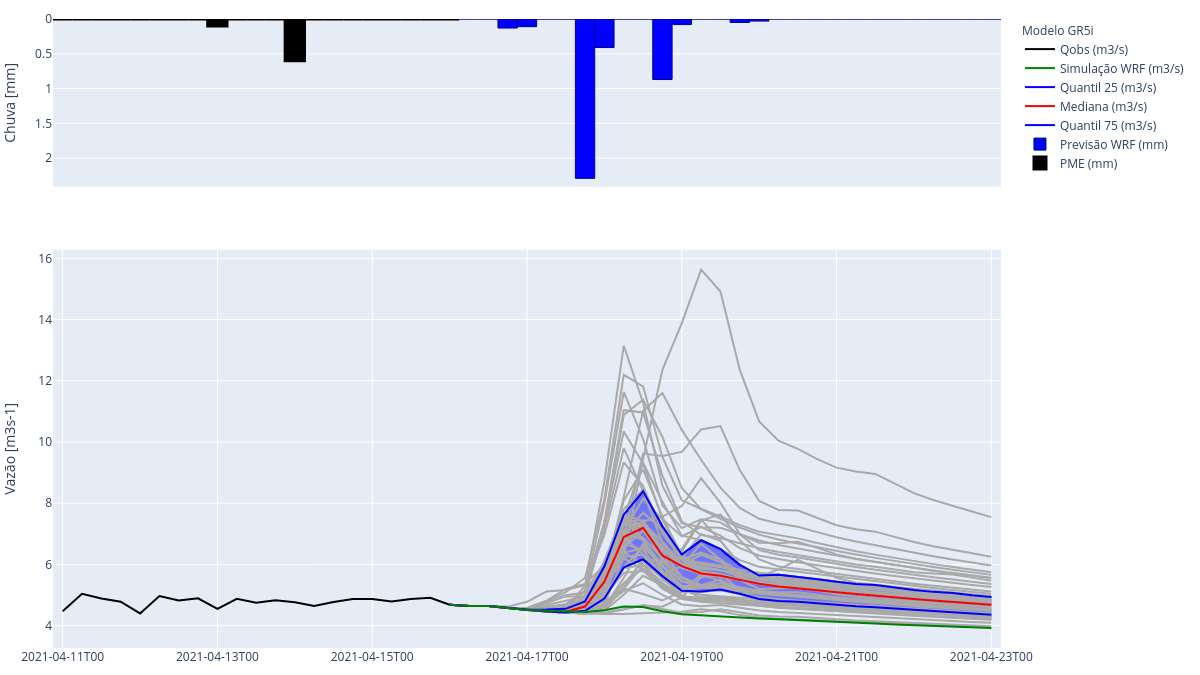 0
0.5
1
1.5
2
Chuva [mm]
Modelo GR5i
Qobs (m3/s)
Simulação WRF (m3/s)
Quantil 25 (m3/s)
Mediana (m3/s)
Quantil 75 (m3/s)
Previsão WRF (mm)
PME (mm)
16
14
12
10
8
6
4
Vazão [m3s-1]
2021-04-11T00
2021-04-13T00
2021-04-15T00
2021-04-17T00
2021-04-19T00
2021-04-21T00
2021-04-23T00